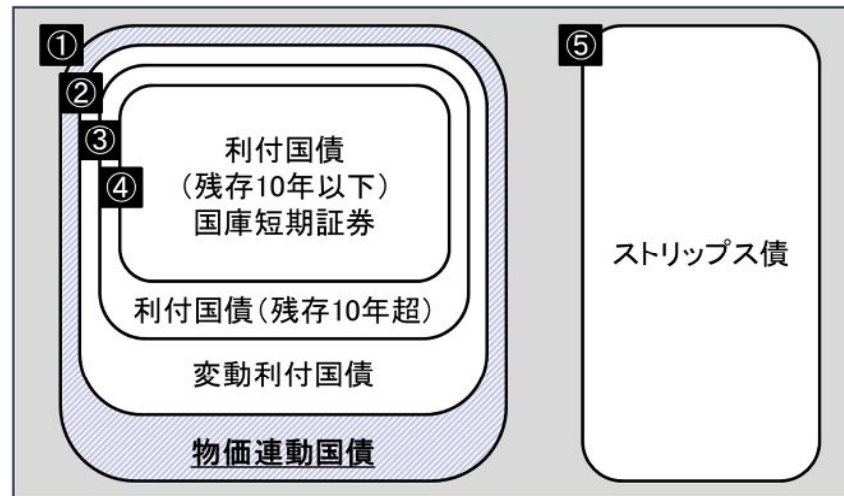 ①
②
③
④
利付国債
（残存10年以下）
国庫短期証券
利付国債（残存10年超）
変動利付国債
物価連動国債
⑤
ストリップス債